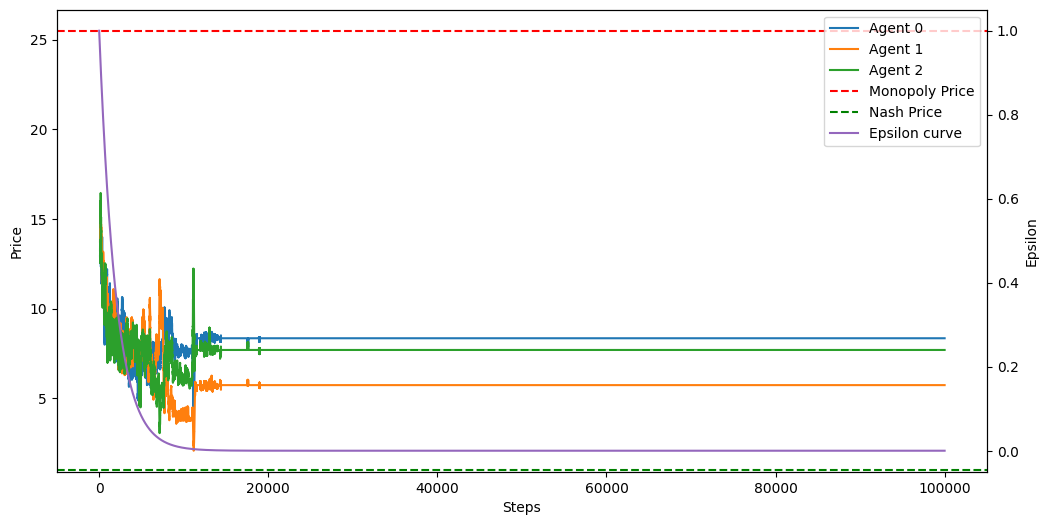 25
20
15
10
5
Price
0
20000
40000
60000
80000
100000
Steps
1.0
0.8
0.6
0.4
0.2
0.0
Epsilon
Agent 0
Agent 1
Agent 2
Monopoly Price
Nash Price
Epsilon curve